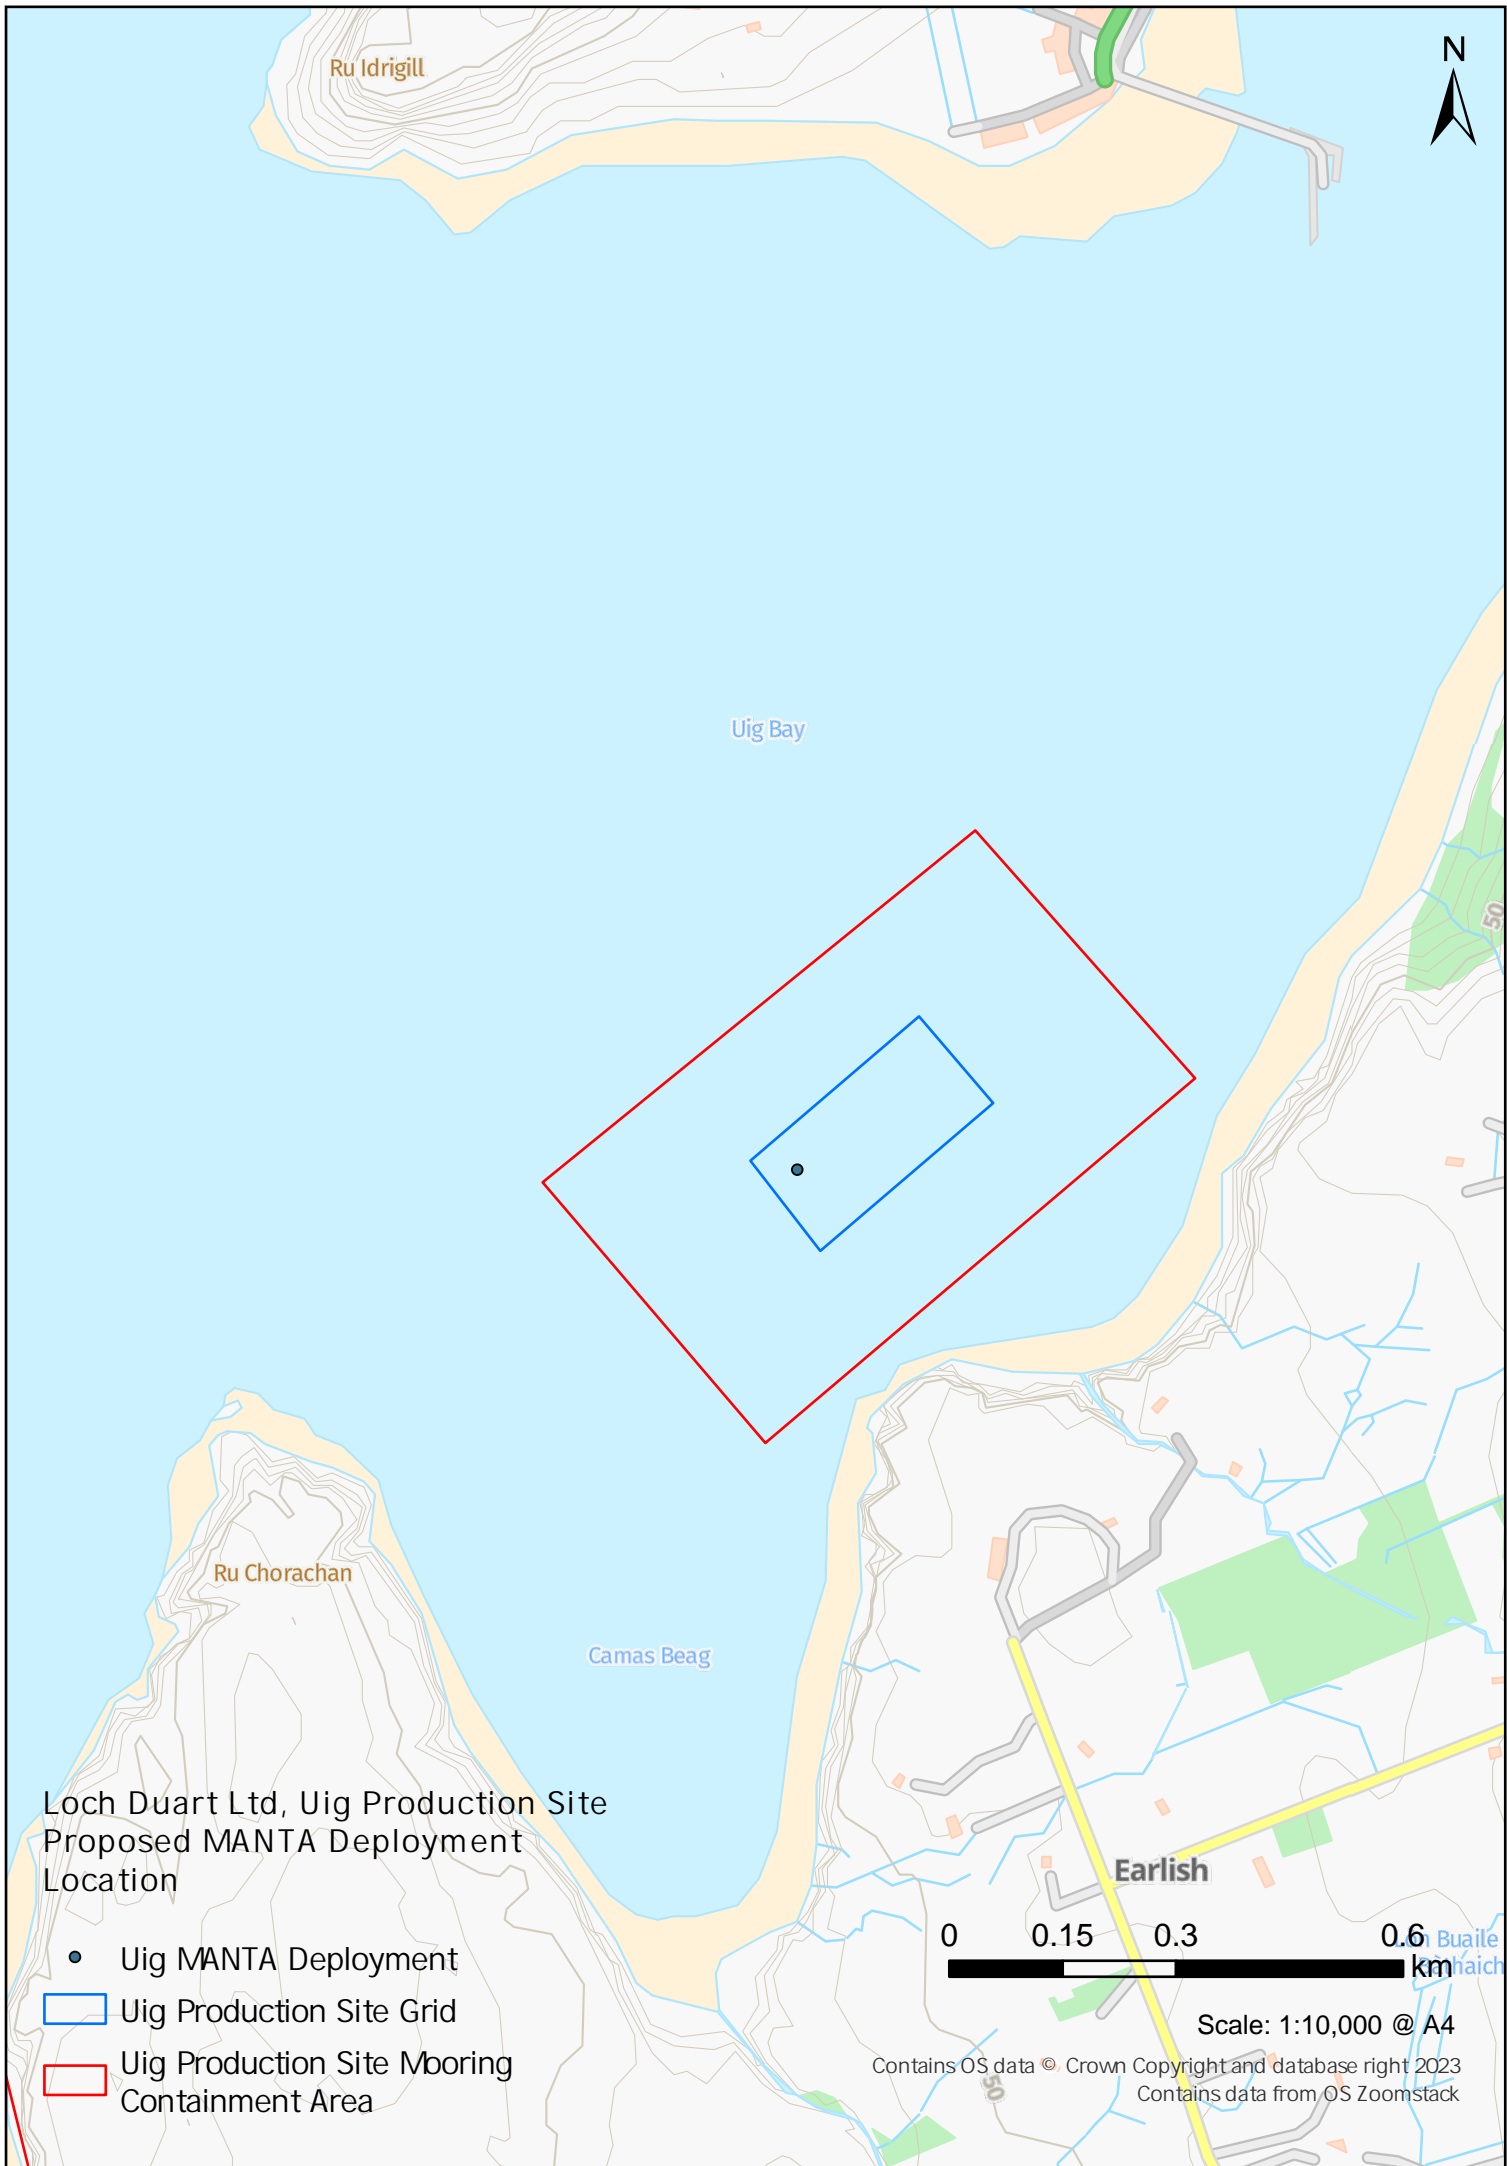 Ru Idrigill
N
Uig Bay
50
Ru Chorachan
Camas Beag
Loch Duart Ltd, Uig Production Site
Proposed MANTA Deployment
Location
Earlish
Uig MANTA Deployment
Uig Production Site Grid
Uig Production Site Mooring
Containment Area
0 0.15 0.3 0.6
km
Lòn Buaile
Bàthaich
Scale: 1:10,000 @ A4
Contains OS data © Crown Copyright and database right 2023
Contains data from OS Zoomstack
50